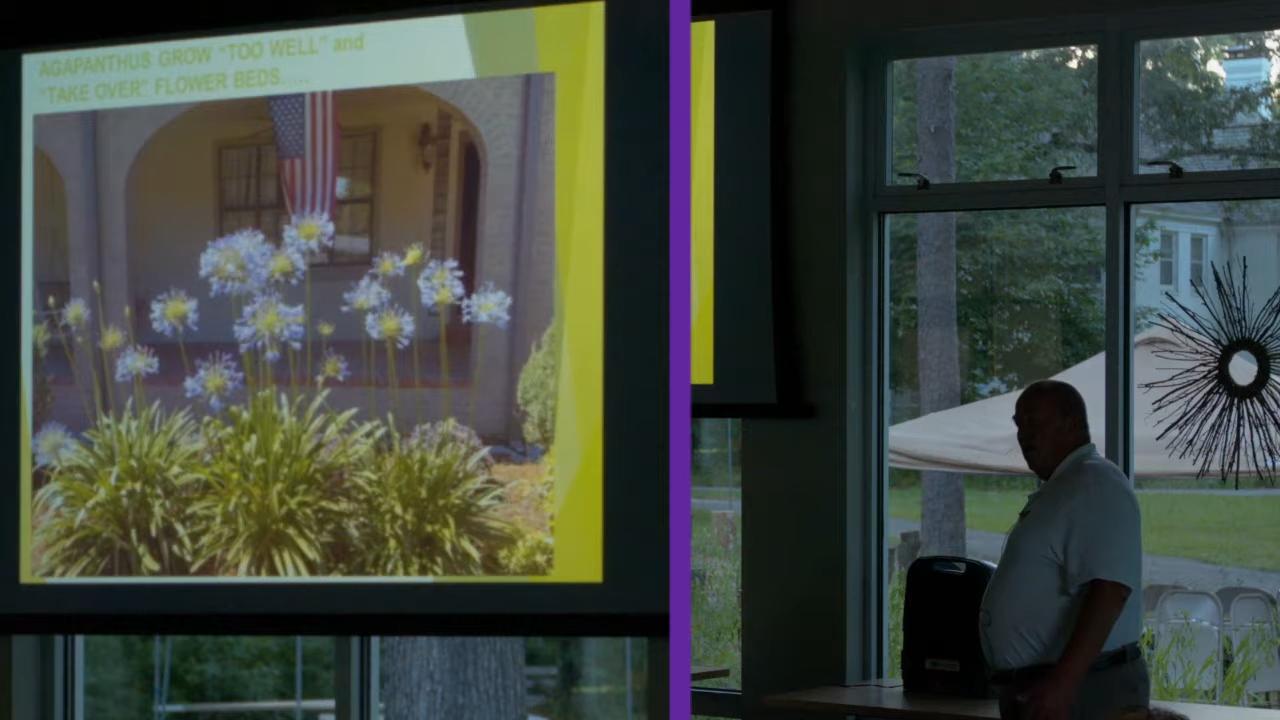 AGAPANTHUS GROW "TOO WELL" and
"TAKE OVER" FLOWER BEDS.....